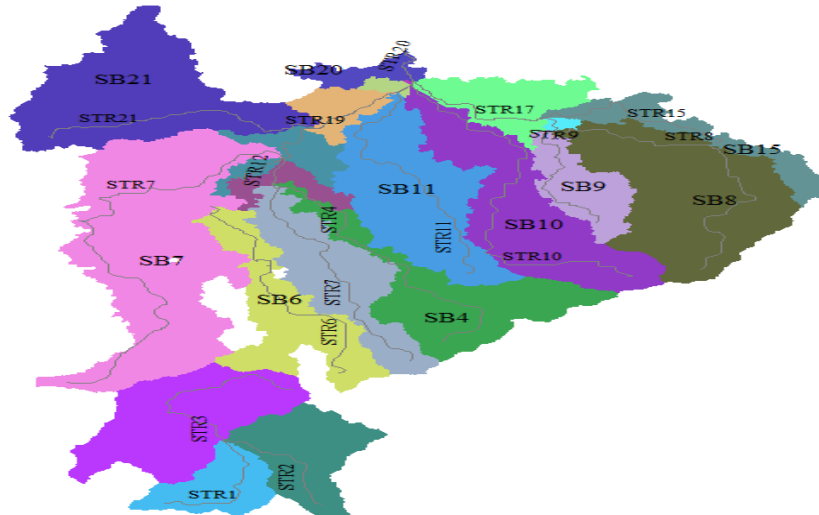 STR20
SB20
SB21
STR21
STR19
STR17
STR15
STR9
STR8
SB15
STR12
STR7
SB11
SB9
SB8
STR4
STR11
SB10
STR10
SB7
STR7
SB6
SB4
STR6
STR3
STR2
STR1